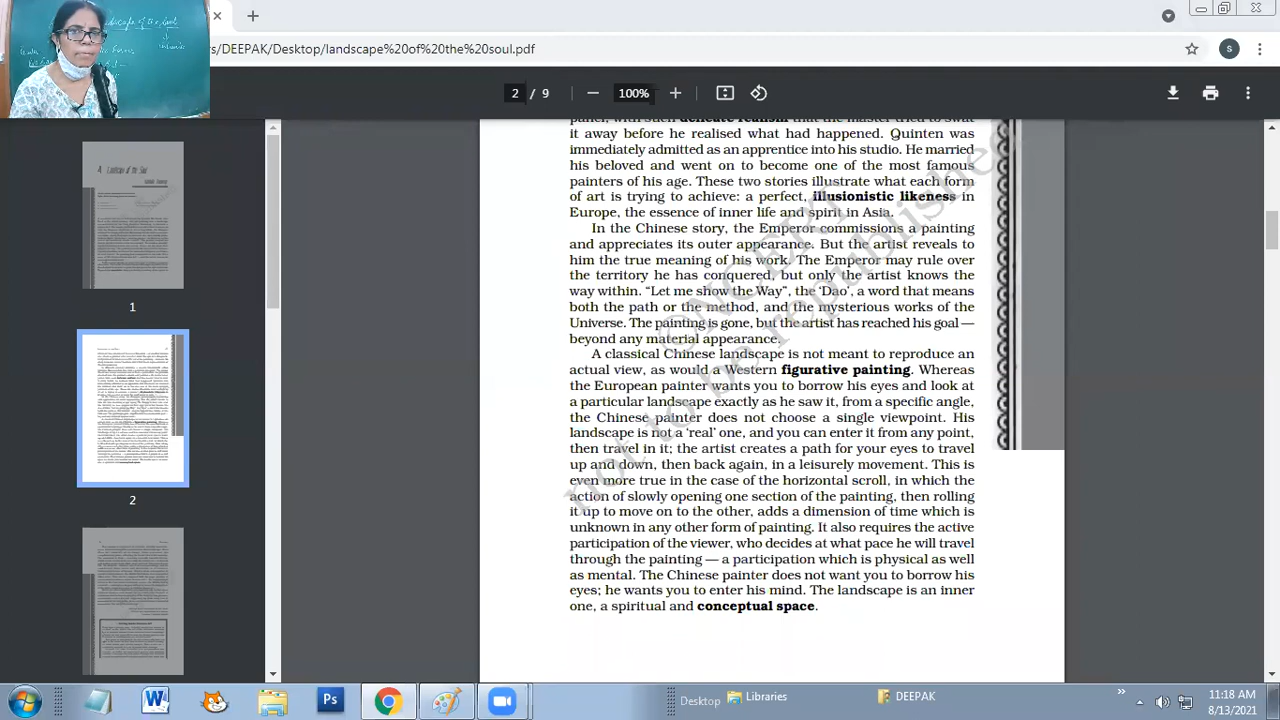 rs/DEEPAK/Desktop/landscape%20of%20the%20soul.pdf
S
2 / 9
100%
it away before he realised what had happened. Quinten was
immediately admitted as an apprentice into his studio. He married
his beloved and went on to become one of the most famous
painters of his age. These two stories illustrate what each form
of art is trying to achieve: a perfect, illusionistic likeness in
Europe, the essence of inner life and spirit in Asia.
In the Chinese story, the Emperor commissions a painting
and appreciates its outer appearance. But the artist reveals to
him the true meaning of his work. The Emperor may rule over
the territory he has conquered, but only the artist knows the
way within. “Let me show the Way”, the ‘Dao’, a word that means
both the path or the method, and the mysterious works of the
Universe. The painting is gone, but the artist has reached his goal —
beyond any material appearance.
A classical Chinese landscape is not meant to reproduce an
actual view, as would a Western figurative painting. Whereas
the European painter wants you to borrow his eyes and look at
a particular landscape exactly as he saw it, from a specific angle,
the Chinese painter does not choose a single viewpoint. His
landscape is not a ‘real’ one, and you can enter it from any point,
then travel in it; the artist creates a path for your eyes to travel
up and down, then back again, in a leisurely movement. This is
even more true in the case of the horizontal scroll, in which the
action of slowly opening one section of the painting, then rolling
it up to move on to the other, adds a dimension of time which is
unknown in any other form of painting. It also requires the active
participation of the viewer, who decides at what pace he will travel
through the painting — a participation which is physical as well
as mental. The Chinese painter does not want you to borrow his
eyes; he wants you to enter his mind. The landscape is an inner
one, a spiritual and conceptual space.
1
2
Desktop
Libraries
DEEPAK
11:18 AM
8/13/2021